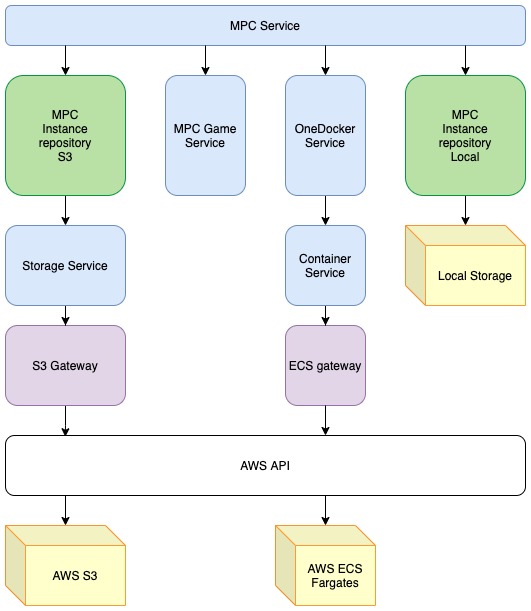 MPC Service
MPC
Instance
repository
S3
MPC Game
Service
OneDocker
Service
MPC
Instance
repository
Local
Storage Service
Container
Service
Local Storage
S3 Gateway
ECS gateway
AWS API
AWS S3
AWS ECS
Fargates